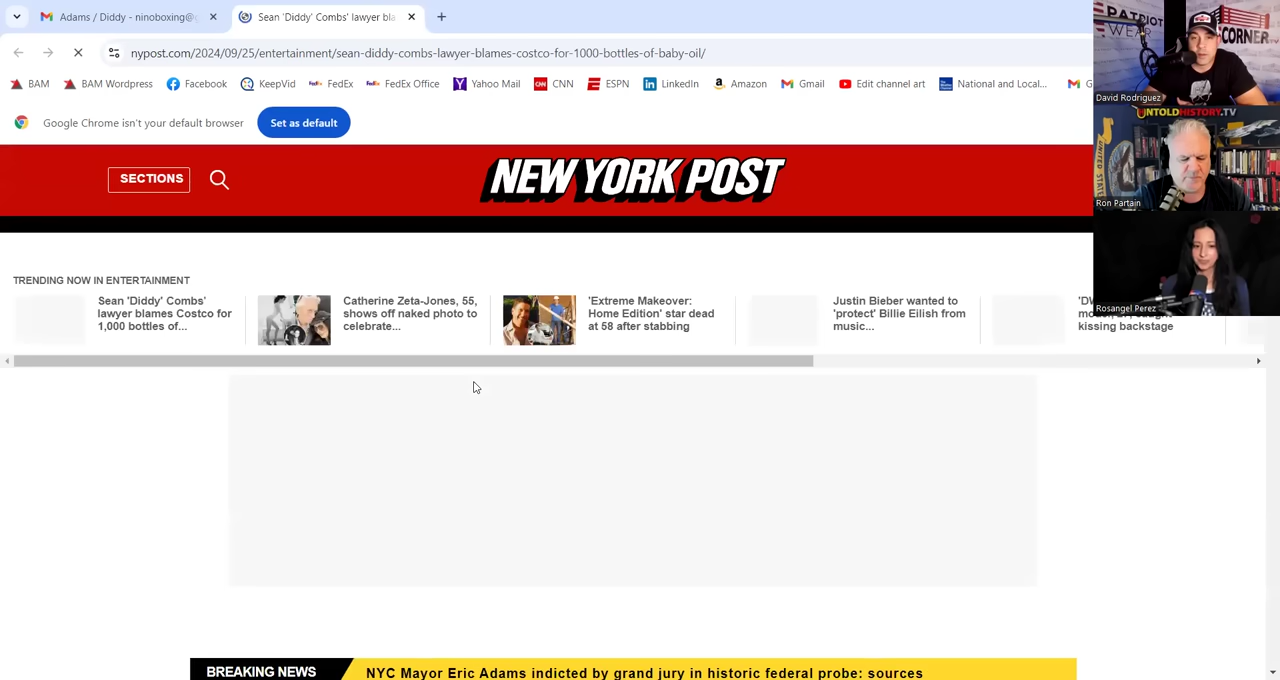 Adams / Diddy - ninoboxing@
Sean 'Diddy' Combs' lawyer bla
nypost.com/2024/09/25/entertainment/sean-diddy-combs-lawyer-blames-costco-for-1000-bottles-of-baby-oil/
BAM
BAM Wordpress
Facebook
KeepVid
FedEx
FedEx Office
Yahoo Mail
CNN
ESPN
LinkedIn
Amazon
Gmail
Edit channel art
National and Local...
G
Google Chrome isn't your default browser
Set as default
PATRIOT
WEAR
CORNER
David Rodriguez
UNTOLDHISTORY.TV
UNITED STATES
Ron Partain
Rosangel Perez
SECTIONS
NEW YORK POST
TRENDING NOW IN ENTERTAINMENT
Sean 'Diddy' Combs'
lawyer blames Costco for
1,000 bottles of...
Catherine Zeta-Jones, 55,
shows off naked photo to
celebrate...
'Extreme Makeover:
Home Edition' star dead
at 58 after stabbing
Justin Bieber wanted to
'protect' Billie Eilish from
music...
kissing backstage
BREAKING NEWS
NYC Mayor Eric Adams indicted by grand jury in historic federal probe: sources